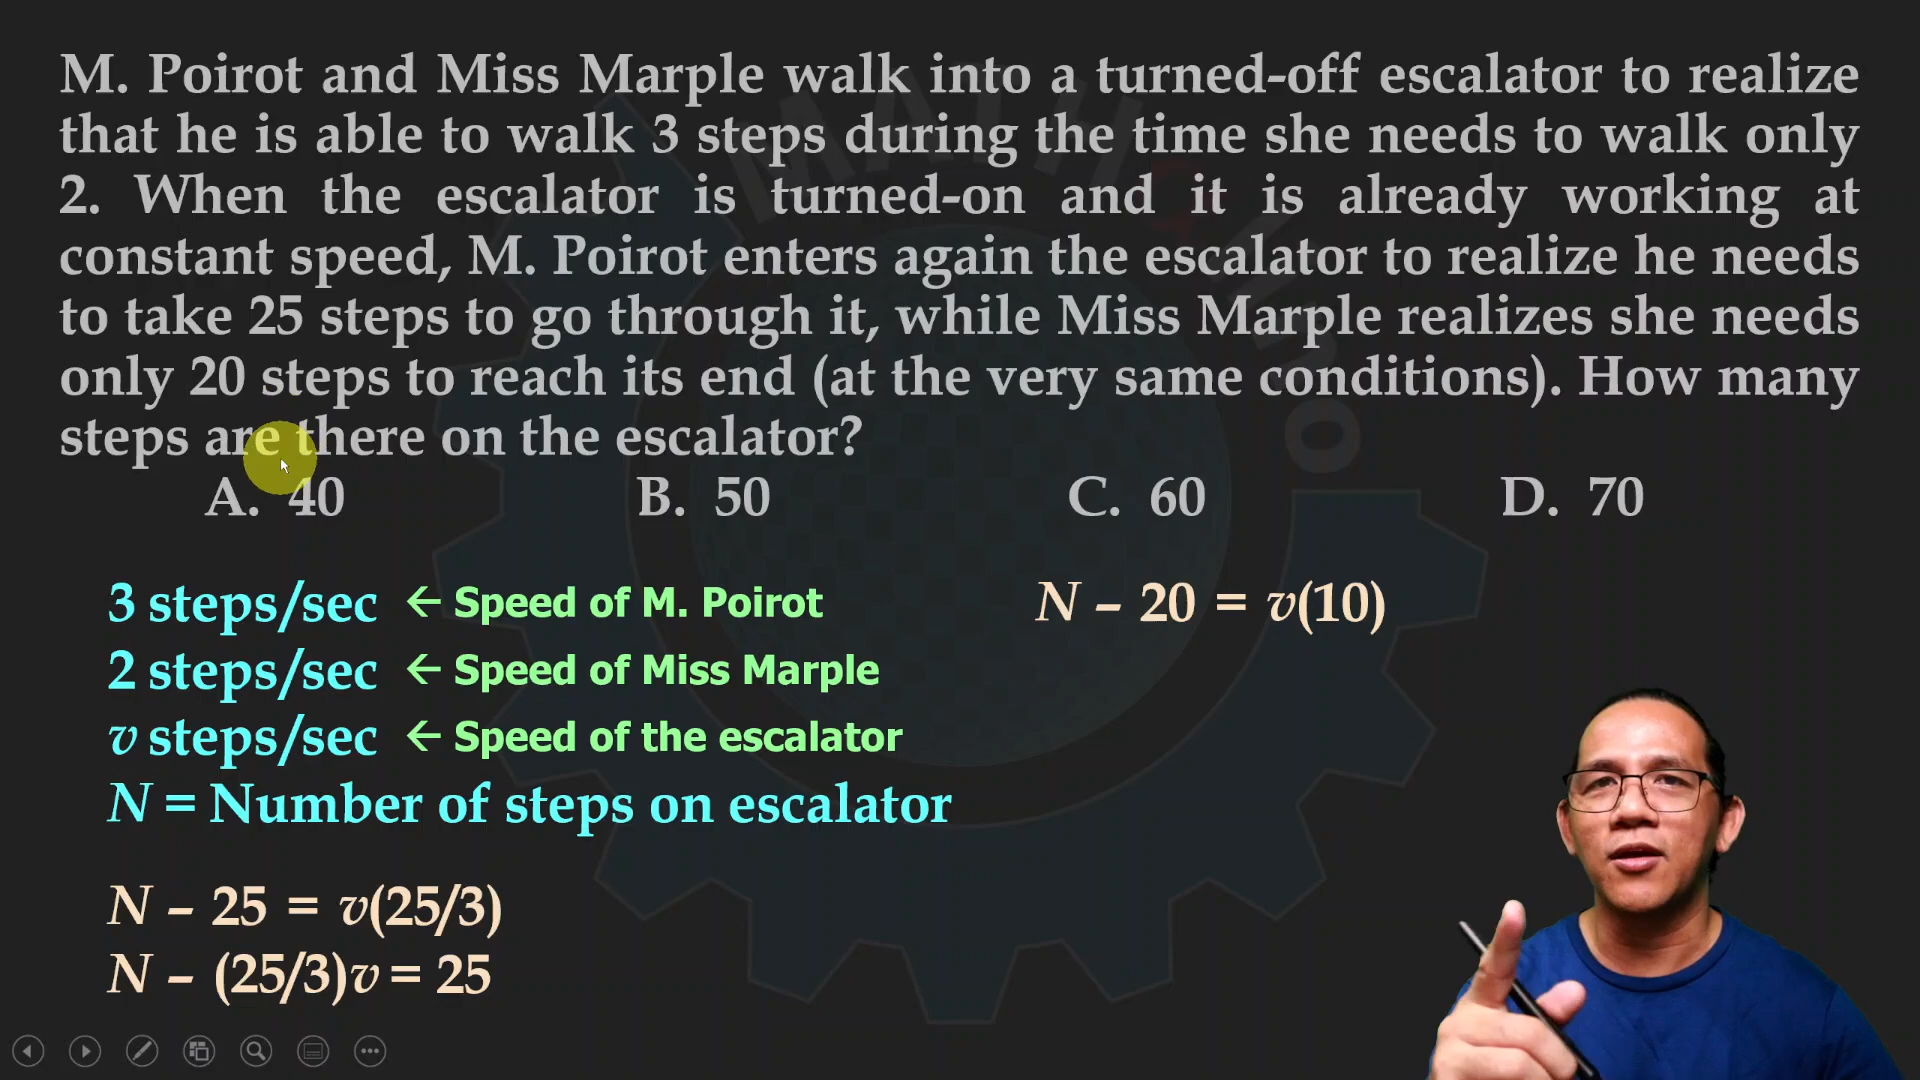 M. Poirot and Miss Marple walk into a turned-off escalator to realize
that he is able to walk 3 steps during the time she needs to walk only
2. When the escalator is turned-on and it is already working at
constant speed, M. Poirot enters again the escalator to realize he needs
to take 25 steps to go through it, while Miss Marple realizes she needs
only 20 steps to reach its end (at the very same conditions). How many
steps are there on the escalator?
A. 40 B. 50 C. 60 D. 70
3 steps/sec ← Speed of M. Poirot
2 steps/sec ← Speed of Miss Marple
v steps/sec ← Speed of the escalator
N = Number of steps on escalator
N – 25 = v(25/3)
N – (25/3)v = 25
N – 20 = v(10)